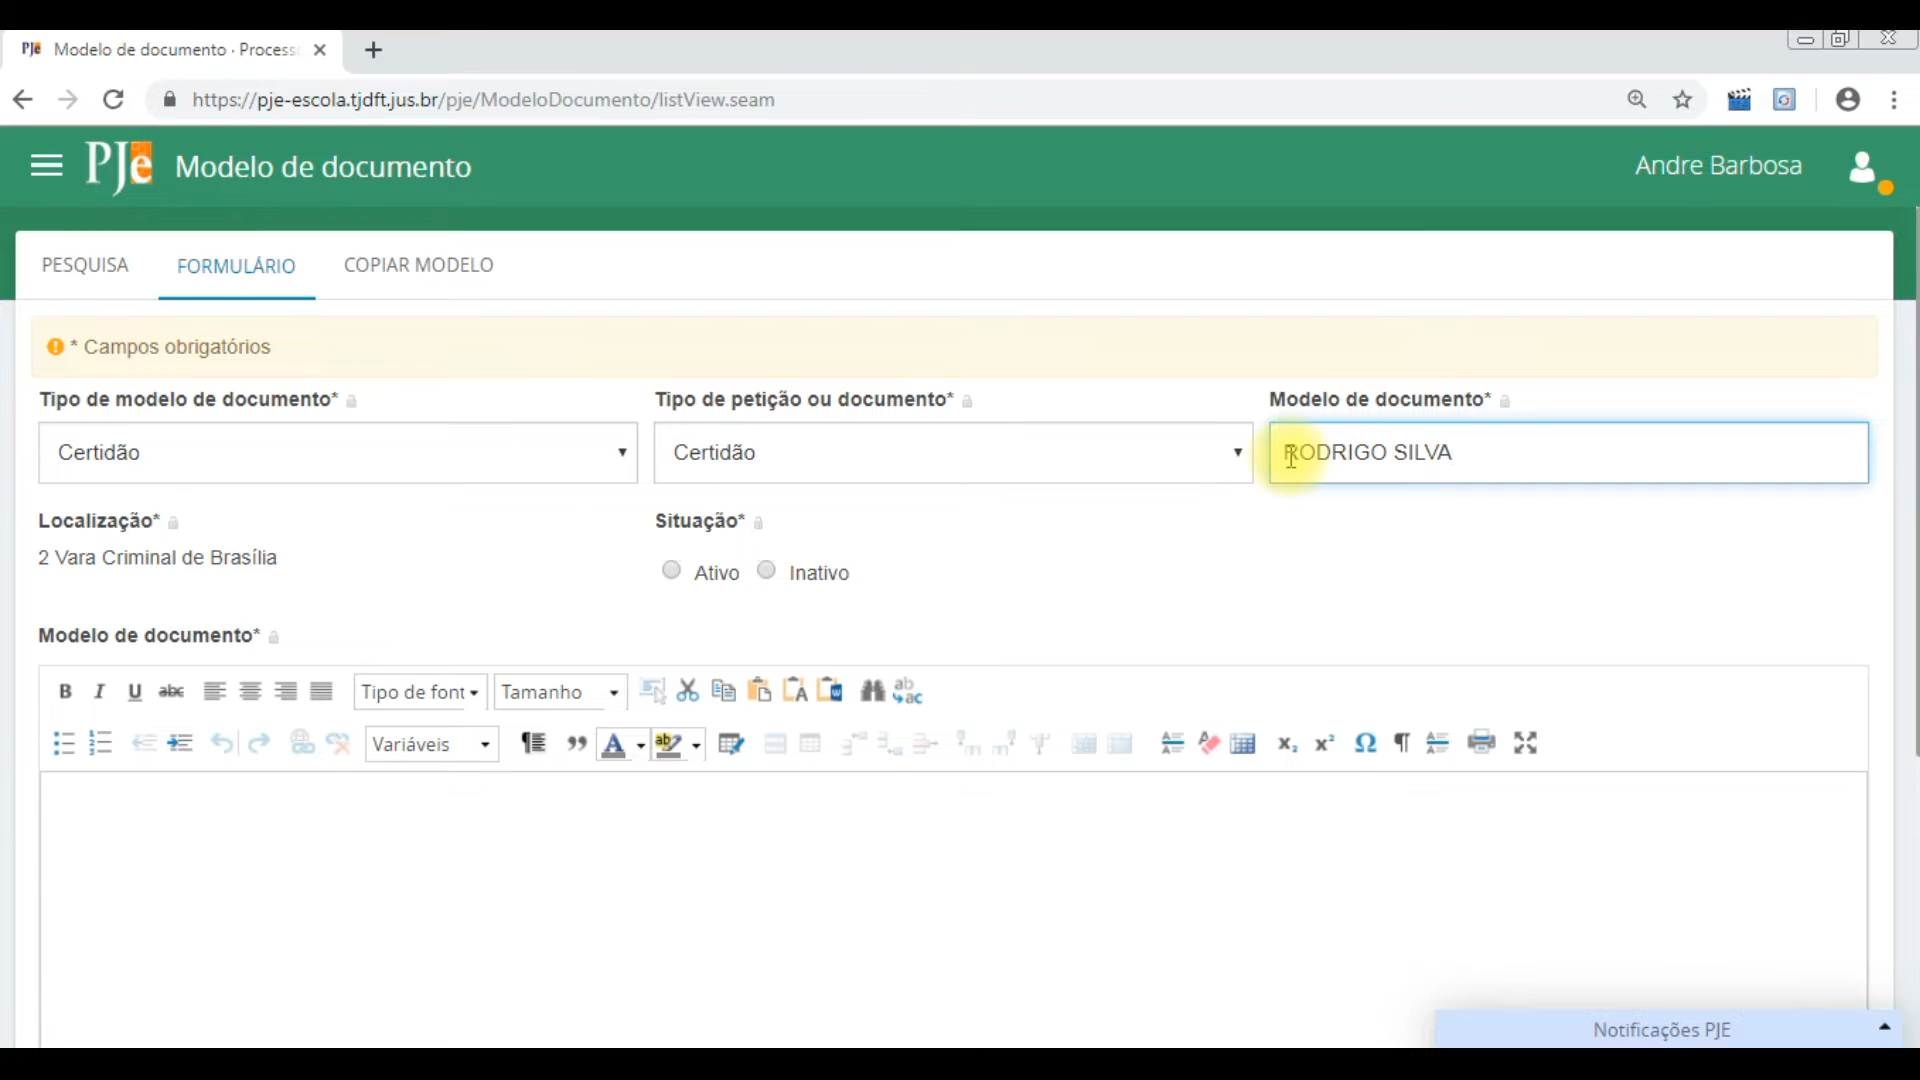 PJe Modelo de documento · Process
https://pje-escola.tjdft.jus.br/pje/ModeloDocumento/listView.seam
PJe Modelo de documento
Andre Barbosa
PESQUISA FORMULÁRIO COPIAR MODELO
* Campos obrigatórios
Tipo de modelo de documento* Tipo de petição ou documento* Modelo de documento*
Certidão Certidão RODRIGO SILVA
Localização* Situação*
2 Vara Criminal de Brasília
Ativo Inativo
Modelo de documento*
B I U abc Tipo de font Tamanho
Variáveis
Notificações PJE